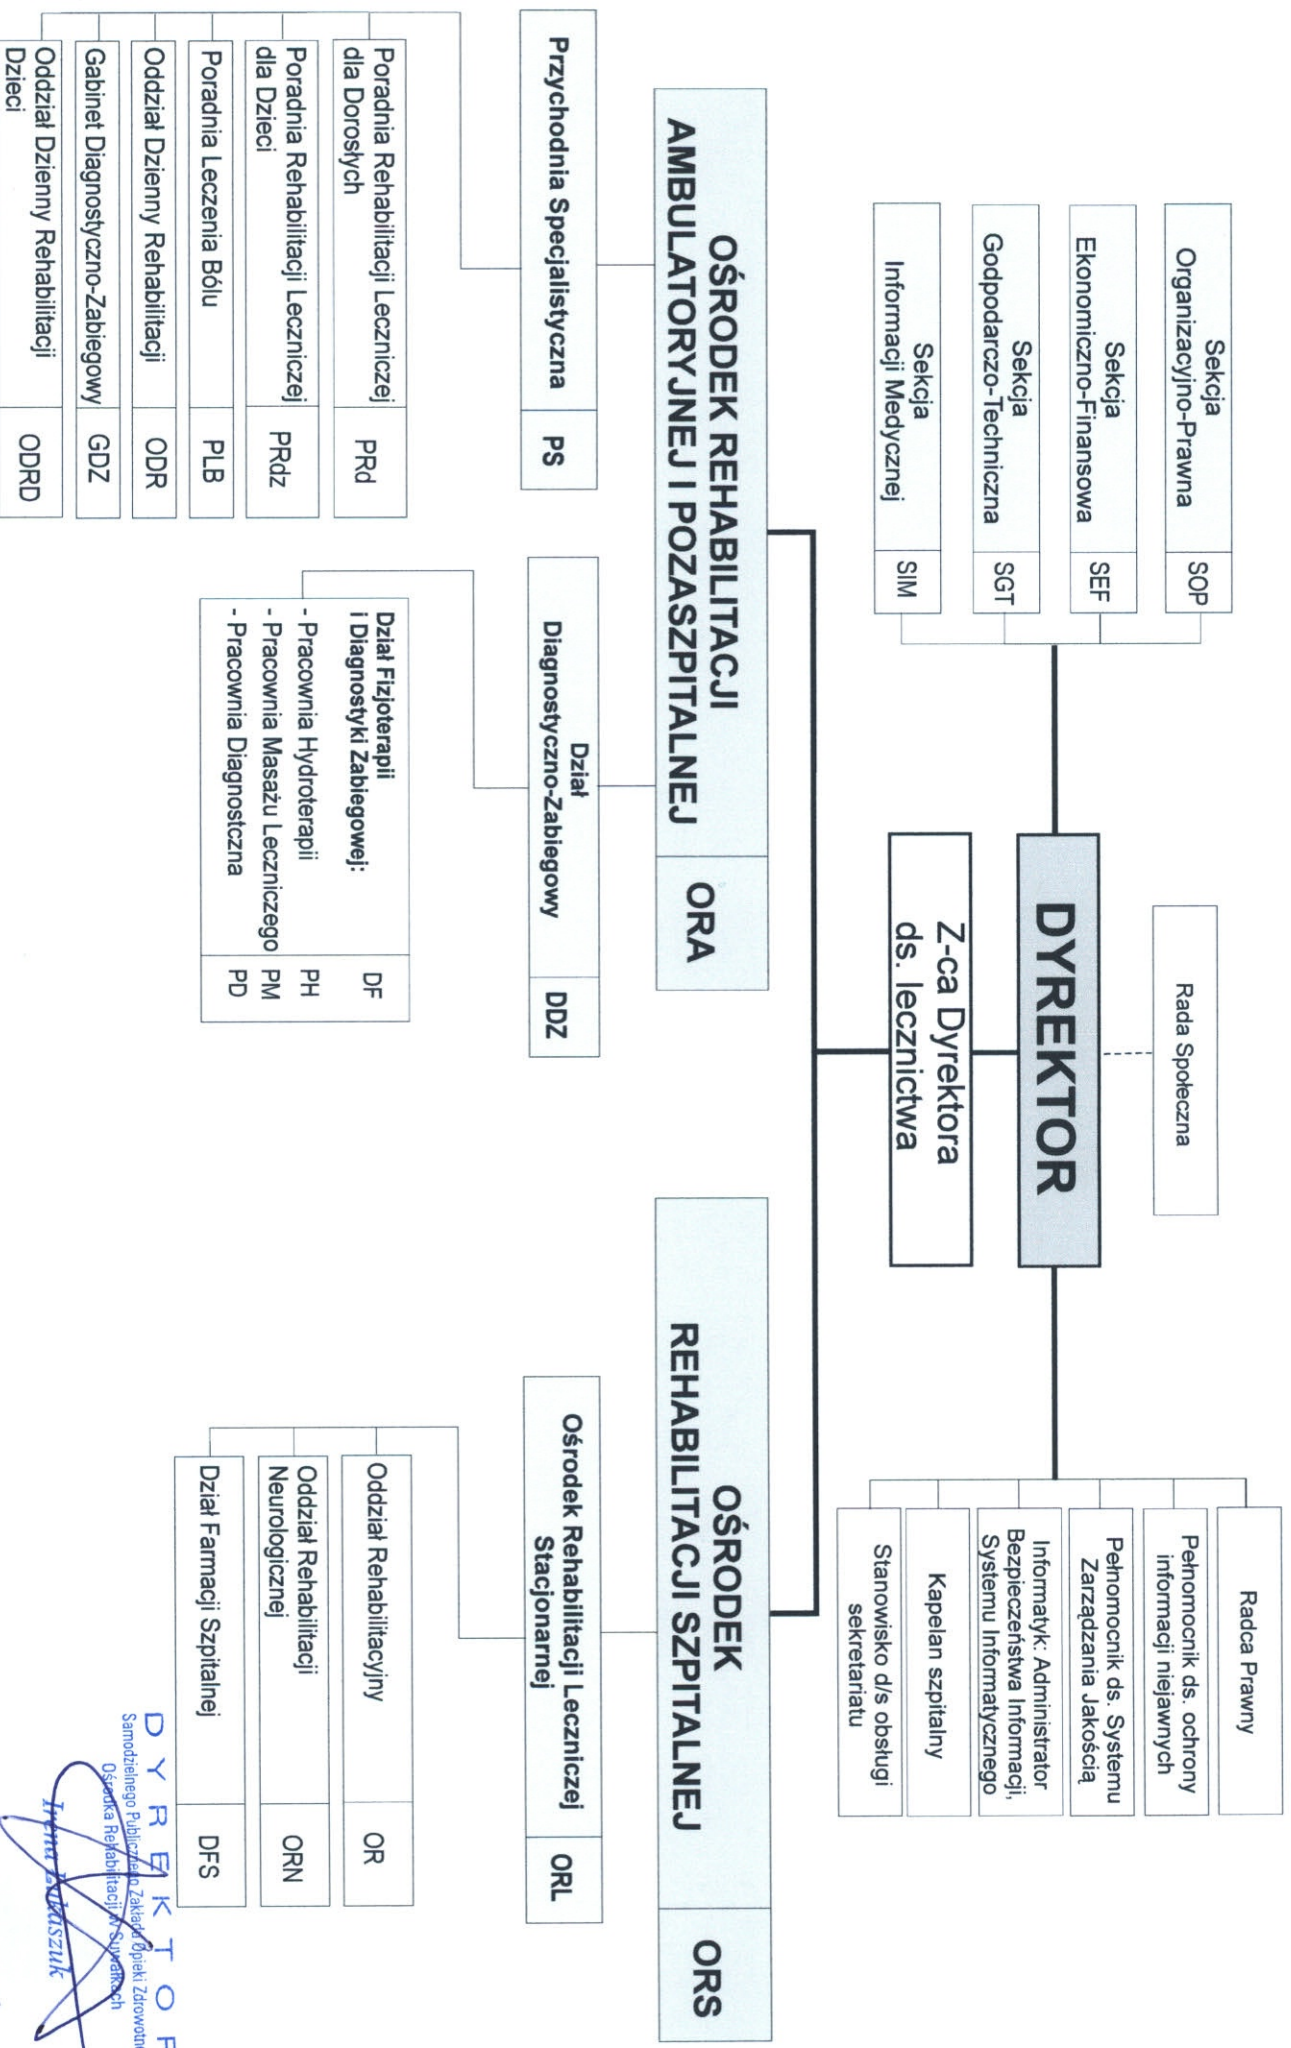 Rada Społeczna
DYREKTOR
Z-ca Dyrektora
ds. lecznictwa
Sekcja
Organizacyjno-Prawna
SOP
Sekcja
Ekonomiczno-Finansowa
SEF
Sekcja
Godpodarczo-Techniczna
SGT
Sekcja
Informacji Medycznej
SIM
Radca Prawny
Pełnomocnik ds. ochrony
informacji niejawnych
Pełnomocnik ds. Systemu
Zarządzania Jakością
Informatyk: Administrator
Bezpieczeństwa Informacji,
Systemu Informatycznego
Kapelan szpitalny
Stanowisko d/s obsługi
sekretariatu
OŚRODEK REHABILITACJI
AMBULATORYJNEJ I POZASZPITALNEJ
ORA
OŚRODEK
REHABILITACJI SZPITALNEJ
ORS
Przychodnia Specjalistyczna
PS
Poradnia Rehabilitacji Leczniczej
dla Dorosłych
PRd
Poradnia Rehabilitacji Leczniczej
dla Dzieci
PRdz
Poradnia Leczenia Bólu
PLB
Oddział Dzienny Rehabilitacji
ODR
Gabinet Diagnostyczno-Zabiegowy
GDZ
Oddział Dzienny Rehabilitacji
Dzieci
ODRD
Dział
Diagnostyczno-Zabiegowy
DDZ
Dział Fizjoterapii
i Diagnostyki Zabiegowej:
DF
- Pracownia Hydroterapii
PH
- Pracownia Masażu Leczniczego
PM
- Pracownia Diagnostczna
PD
Ośrodek Rehabilitacji Leczniczej
Stacjonarnej
ORL
Oddział Rehabilitacyjny
OR
Oddział Rehabilitacji
Neurologicznej
ORN
Dział Farmacji Szpitalnej
DFS
DYREKTOR
Samodzielnego Publicznego Zakładu Opieki Zdrowotne
Ośrodka Rehabilitacji w Suwałkach
Irena Łukaszuk